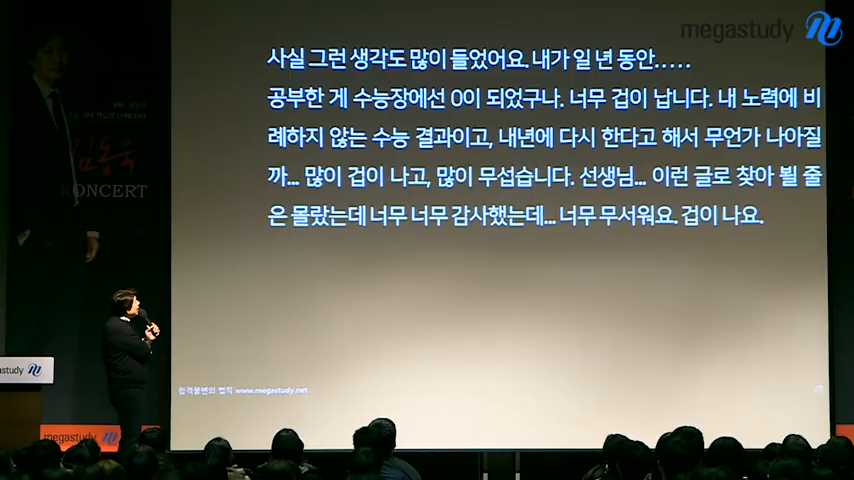 megastudy
사실 그런 생각도 많이 들었어요. 내가 일 년 동안.....
공부한 게 수능장에선 0이 되었구나. 너무 겁이 납니다. 내 노력에 비
례하지 않는 수능 결과이고, 내년에 다시 한다고 해서 무언가 나아질
까... 많이 겁이 나고, 많이 무섭습니다. 선생님... 이런 글로 찾아 뵐 줄
은 몰랐는데 너무 너무 감사했는데... 너무 무서워요. 겁이 나요.
김동욱
KONCERT
합격불변의 법칙 www.megastudy.net
study
megastudy